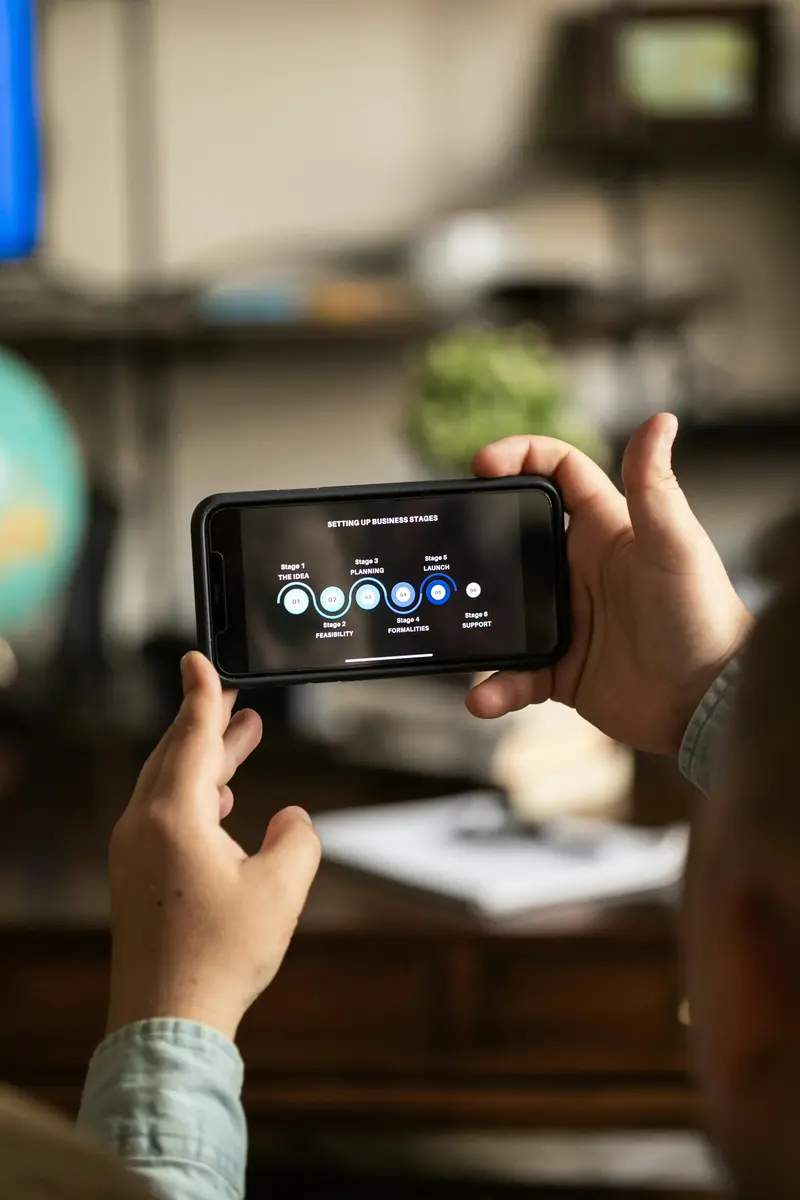 SETTING UP BUSINESS STAGES
Stage 1
THE IDEA
Stage 3
PLANNING
Stage 5
LAUNCH
01
02
03
04
05
06
Stage 2
FEASIBILITY
Stage 4
FORMALITIES
Stage 6
SUPPORT